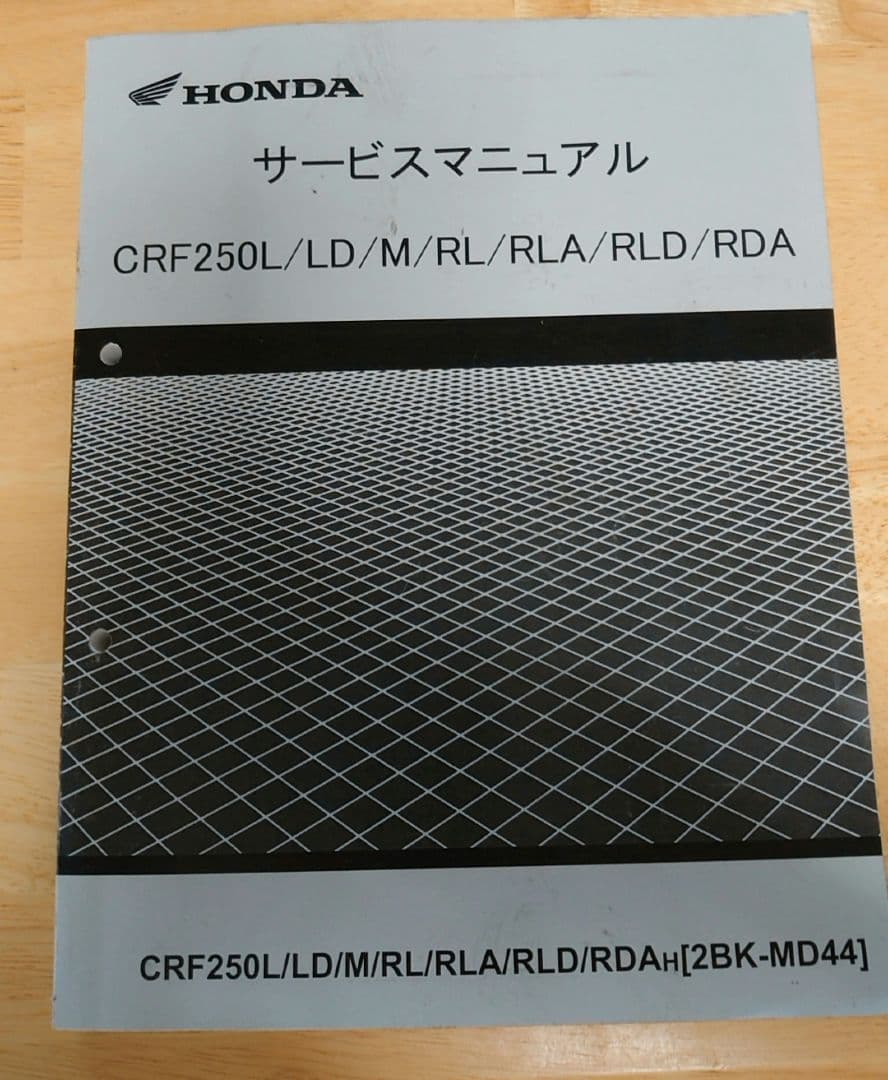 HONDA
サービスマニュアル
CRF250L/LD/M/RL/RLA/RLD/RDA
CRF250L/LD/M/RL/RLA/RLD/RDAH[2BK-MD44]